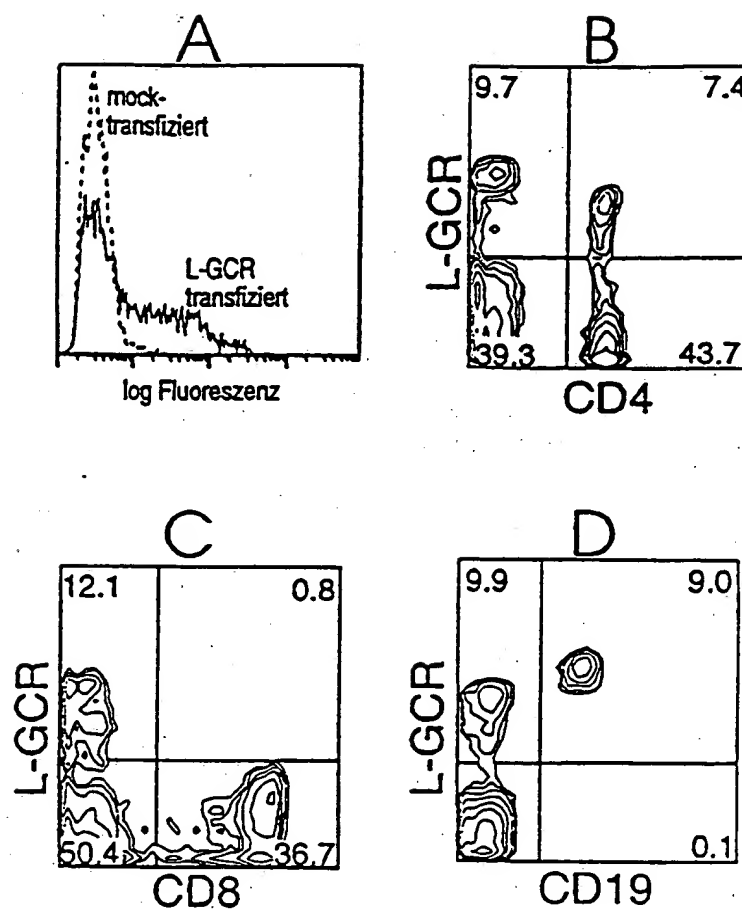 A
mock-
transfiziert
L-GCR
transfiziert
log Fluoreszenz
B
9.7
7.4
L-GCR
39.3
43.7
CD4
C
12.1
0.8
L-GCR
50.4
36.7
CD8
D
9.9
9.0
L-GCR
0.1
CD19